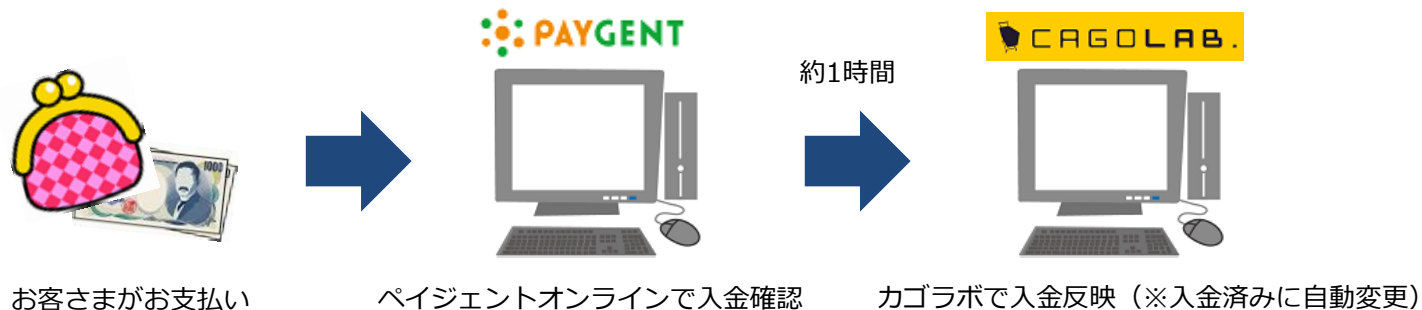 PAYGENT
CAGOLAB.
約1時間
1000
お客さまがお支払い
ペイジェントオンラインで入金確認
カゴラボで入金反映（※入金済みに自動変更）